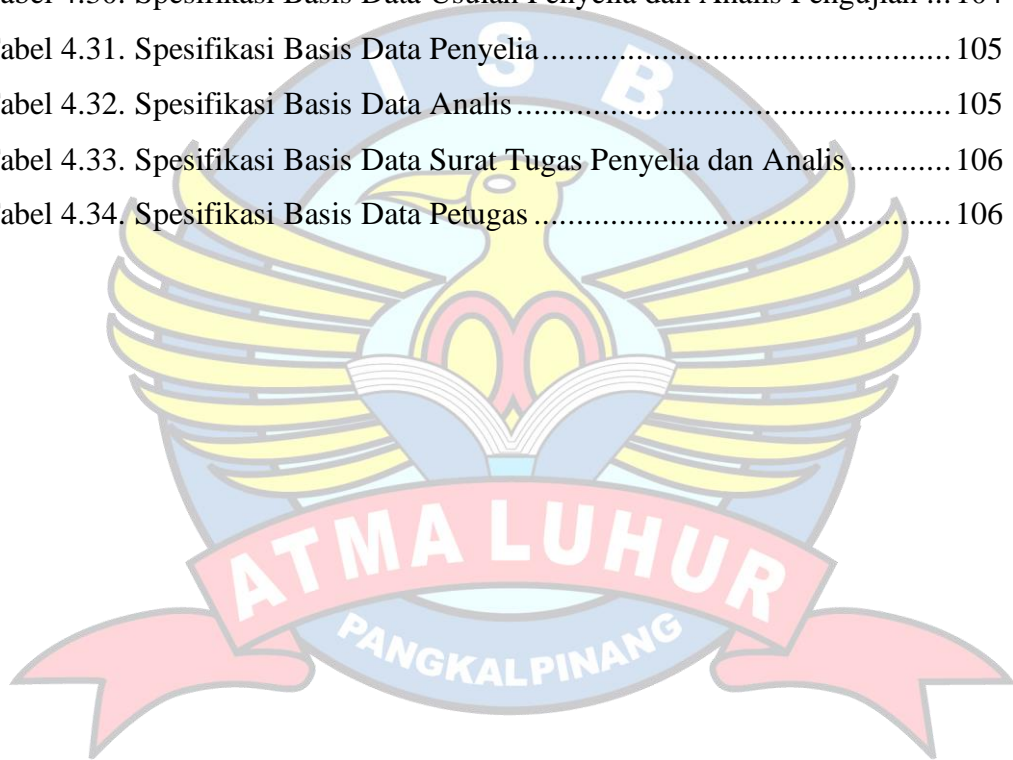 abel 4.30. Spesifikasi Basis Data Usulan Penyelia dan Analis Pengujian ... 104
abel 4.31. Spesifikasi Basis Data Penyelia .................................................. 105
abel 4.32. Spesifikasi Basis Data Analis ..................................................... 105
abel 4.33. Spesifikasi Basis Data Surat Tugas Penyelia dan Analis ............ 106
abel 4.34. Spesifikasi Basis Data Petugas ................................................... 106
I S B
ATMA LUHUR
PANGKALPINANG